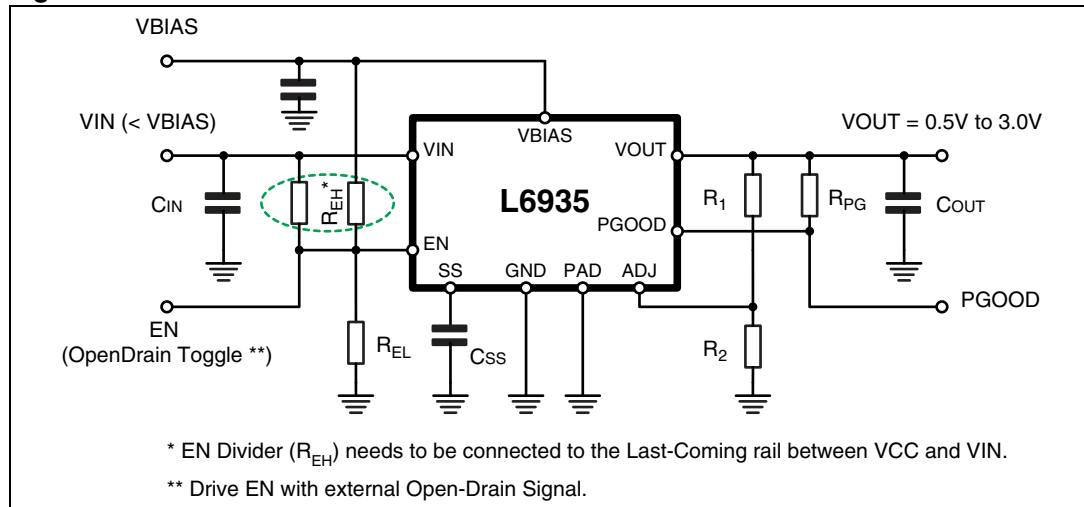 VBIAS
VIN (< VBIAS)
VOUT = 0.5V to 3.0V
VBIAS
VIN
VOUT
L6935
CIN
REH*
R1
RPG
COUT
PGOOD
EN
SS
GND
PAD
ADJ
EN
(OpenDrain Toggle **)
REL
CSS
R2
PGOOD
* EN Divider (REH) needs to be connected to the Last-Coming rail between VCC and VIN.
** Drive EN with external Open-Drain Signal.